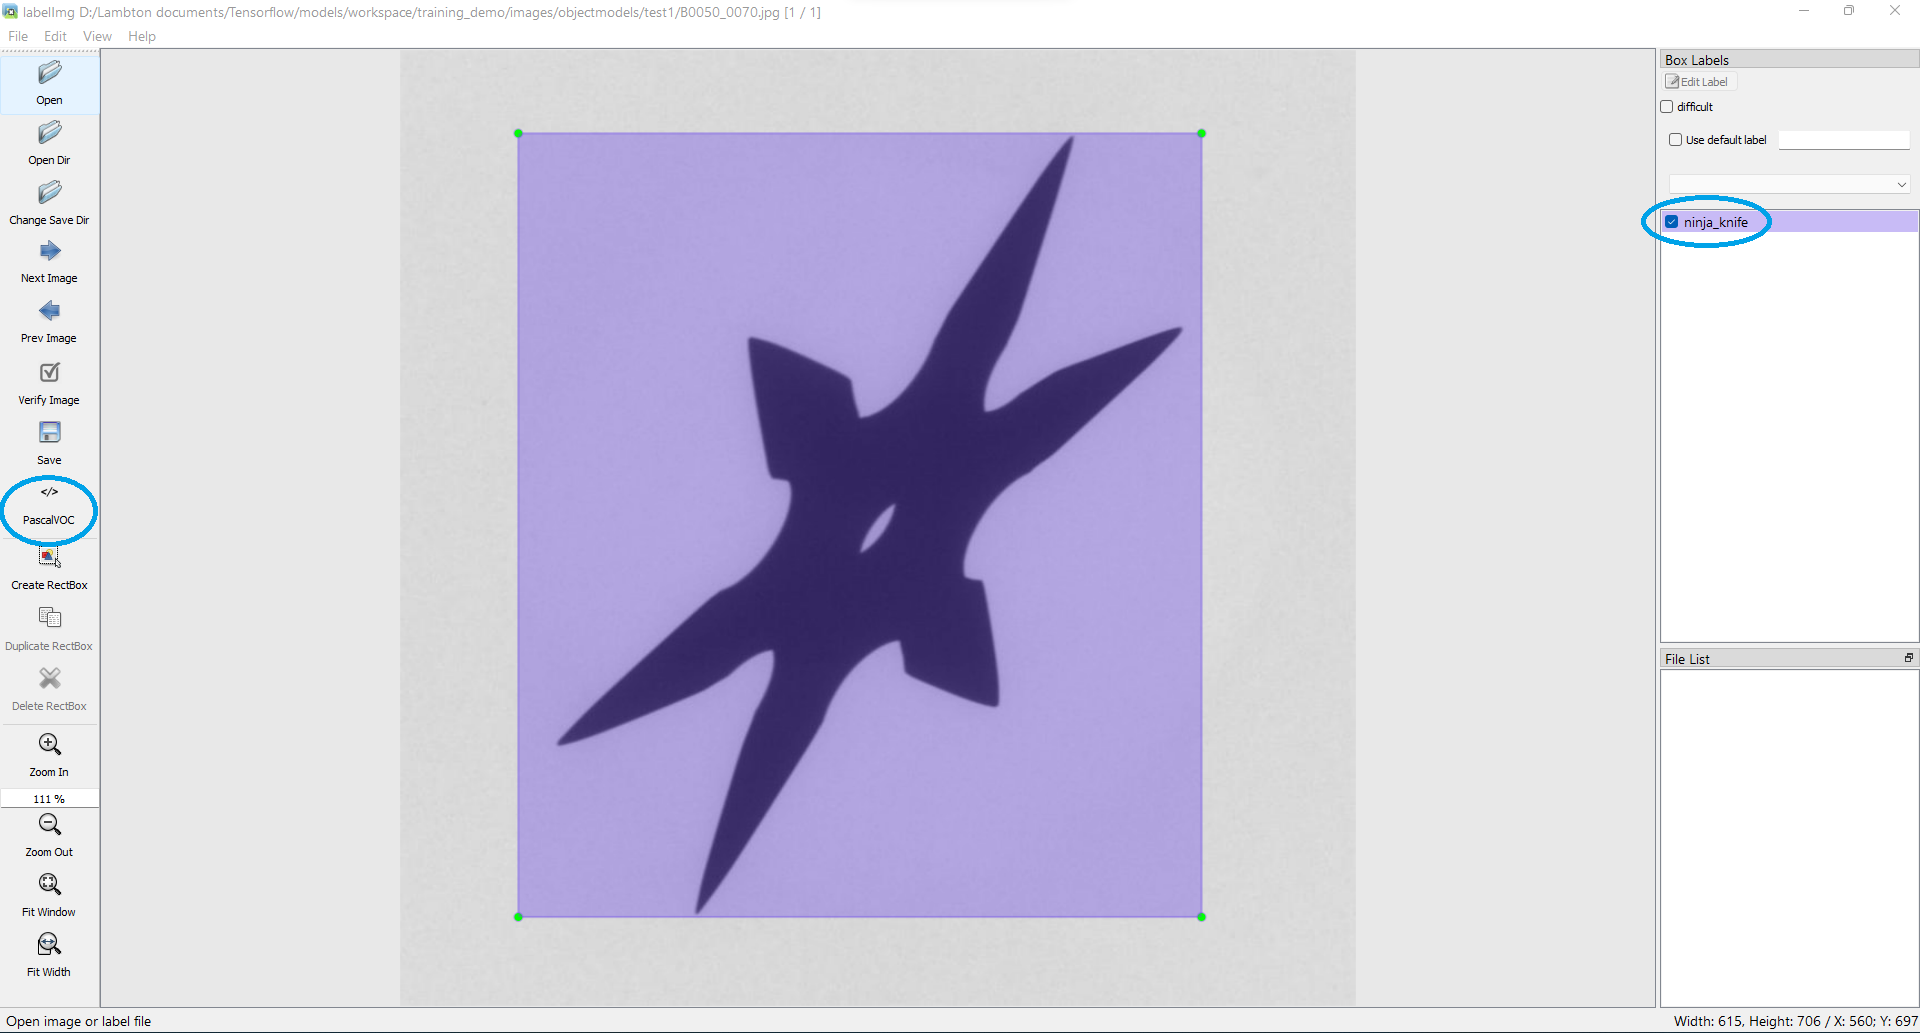 labelImg D:/Lambton documents/Tensorflow/models/workspace/training_demo/images/objectmodels/test1/B0050_0070.jpg [1 / 1]
File Edit View Help
Open
Open Dir
Change Save Dir
Next Image
Prev Image
Verify Image
Save
</>
PascalVOC
Create RectBox
Duplicate RectBox
Delete RectBox
Zoom In
111 %
Zoom Out
Fit Window
Fit Width
Box Labels
Edit Label
difficult
Use default label
ninja_knife
File List
Open image or label file
Width: 615, Height: 706 / X: 560; Y: 697